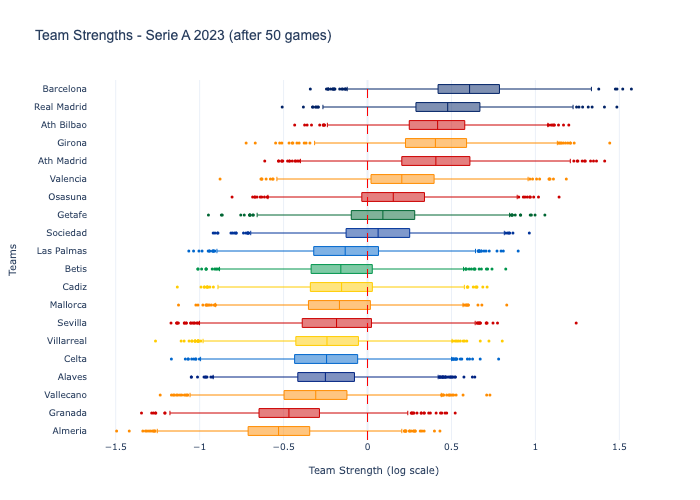 Team Strengths - Serie A 2023 (after 50 games)
Barcelona
Real Madrid
Ath Bilbao
Girona
Ath Madrid
Valencia
Osasuna
Getafe
Sociedad
Las Palmas
Betis
Cadiz
Mallorca
Sevilla
Villarreal
Celta
Alaves
Vallecano
Granada
Almeria
Teams
−1.5 −1 −0.5 0 0.5 1 1.5
Team Strength (log scale)